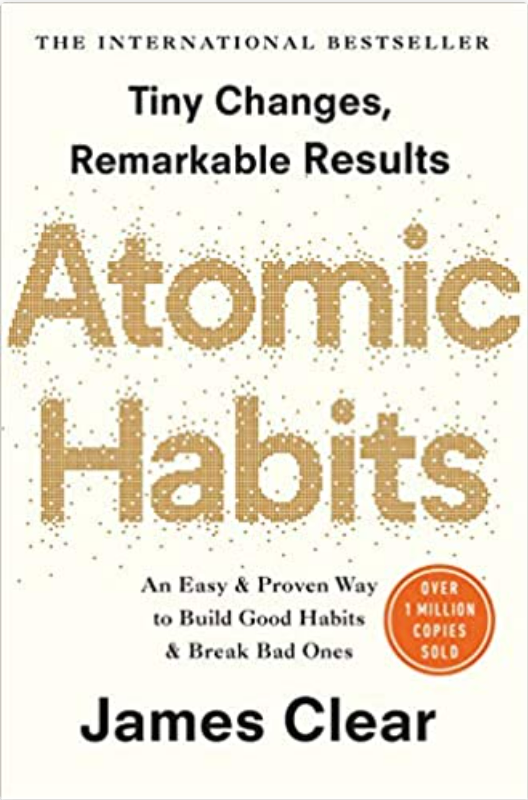 THE INTERNATIONAL BESTSELLER
Tiny Changes,
Remarkable Results
Atomic
Habits
An Easy & Proven Way
to Build Good Habits
& Break Bad Ones
OVER
1 MILLION
COPIES
SOLD
James Clear